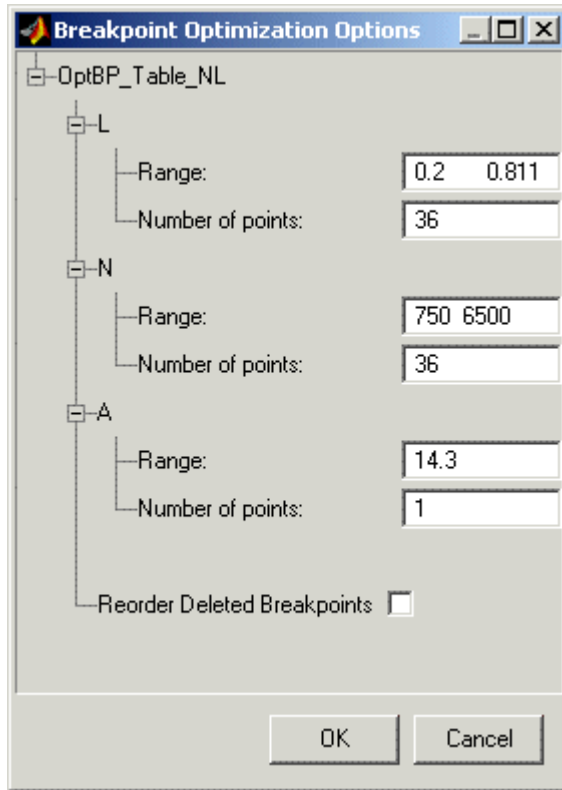 Breakpoint Optimization Options
OptBP_Table_NL
L
Range: 0.2 0.811
Number of points: 36
N
Range: 750 6500
Number of points: 36
A
Range: 14.3
Number of points: 1
Reorder Deleted Breakpoints
OK Cancel